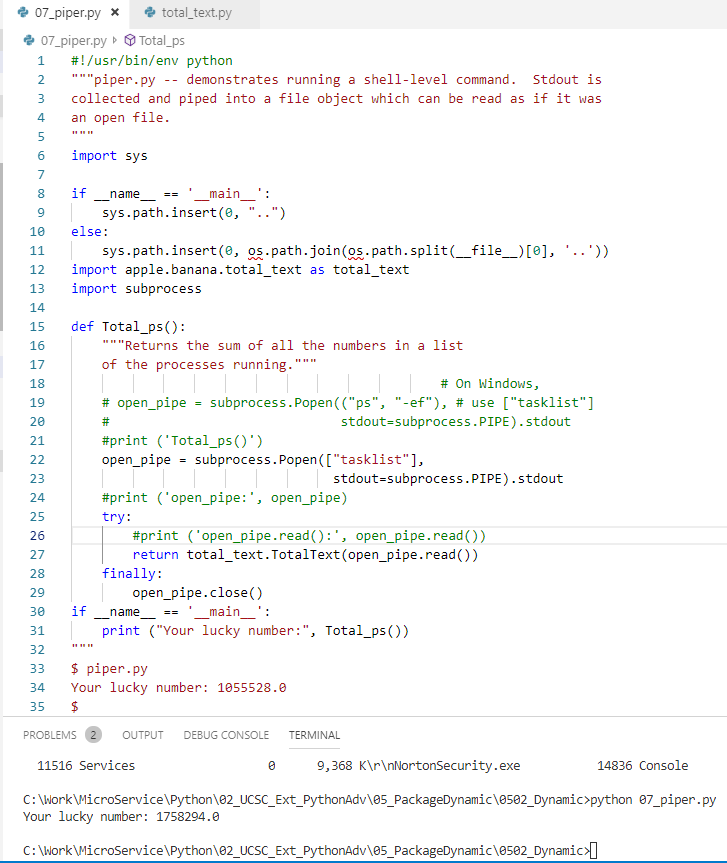 07_piper.py × total_text.py
07_piper.py Total_ps
1 #!/usr/bin/env python
2 """piper.py -- demonstrates running a shell-level command.  Stdout is
3 collected and piped into a file object which can be read as if it was
4 an open file.
5 """
6 import sys
7
8 if __name__ == '__main__':
9     sys.path.insert(0, "..")
10 else:
11     sys.path.insert(0, os.path.join(os.path.split(__file__)[0], '..'))
12 import apple.banana.total_text as total_text
13 import subprocess
14
15 def Total_ps():
16     """Returns the sum of all the numbers in a list
17     of the processes running."""
18                                                 # On Windows,
19     # open_pipe = subprocess.Popen(("ps", "-ef"), # use ["tasklist"]
20     #                              stdout=subprocess.PIPE).stdout
21     #print ('Total_ps()')
22     open_pipe = subprocess.Popen(["tasklist"],
23                                  stdout=subprocess.PIPE).stdout
24     #print ('open_pipe:', open_pipe)
25     try:
26         #print ('open_pipe.read():', open_pipe.read())
27         return total_text.TotalText(open_pipe.read())
28     finally:
29         open_pipe.close()
30 if __name__ == '__main__':
31     print ("Your lucky number:", Total_ps())
32 """
33 $ piper.py
34 Your lucky number: 1055528.0
35 $
PROBLEMS 2 OUTPUT DEBUG CONSOLE TERMINAL
11516 Services                   0      9,368 K\r\nNortonSecurity.exe           14836 Console
C:\Work\MicroService\Python\02_UCSC_Ext_PythonAdv\05_PackageDynamic\0502_Dynamic>python 07_piper.py
Your lucky number: 1758294.0
C:\Work\MicroService\Python\02_UCSC_Ext_PythonAdv\05_PackageDynamic\0502_Dynamic>